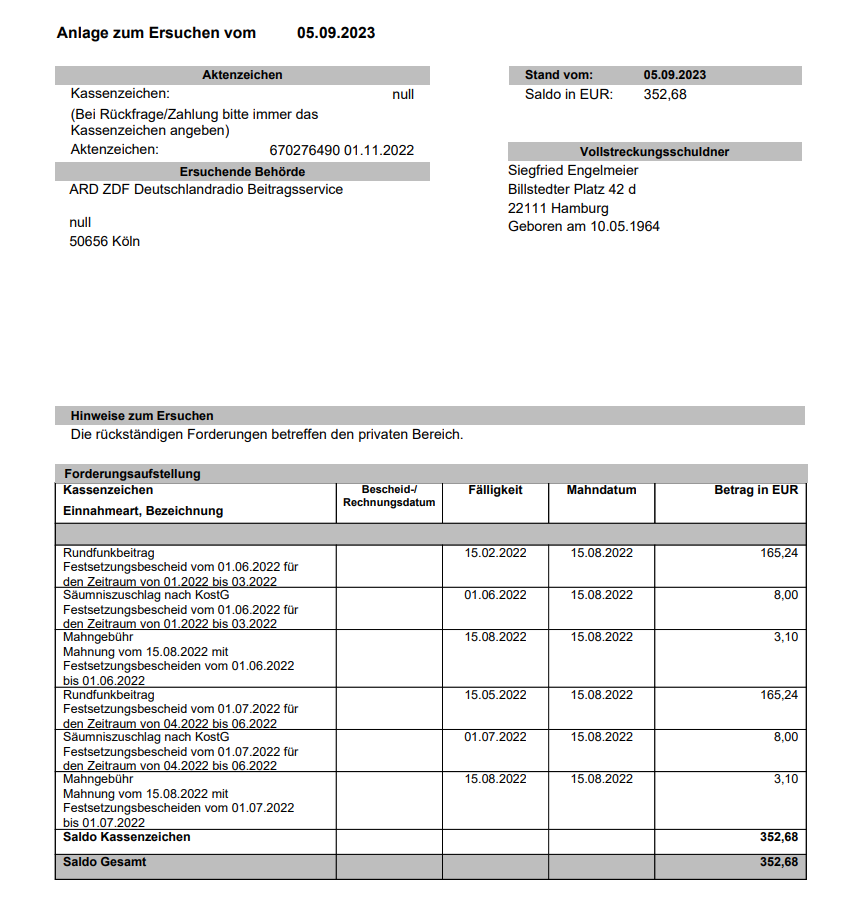 Anlage zum Ersuchen vom 05.09.2023
Aktenzeichen
Kassenzeichen: null
(Bei Rückfrage/Zahlung bitte immer das
Kassenzeichen angeben)
Aktenzeichen: 670276490 01.11.2022
Ersuchende Behörde
ARD ZDF Deutschlandradio Beitragsservice
null
50656 Köln
Stand vom: 05.09.2023
Saldo in EUR: 352,68
Vollstreckungsschuldner
Siegfried Engelmeier
Billstedter Platz 42 d
22111 Hamburg
Geboren am 10.05.1964
Hinweise zum Ersuchen
Die rückständigen Forderungen betreffen den privaten Bereich.
Forderungsaufstellung
Kassenzeichen Bescheid-/ Fälligkeit Mahndatum Betrag in EUR
Rechnungsdatum
Einnahmeart, Bezeichnung
Rundfunkbeitrag 15.02.2022 15.08.2022 165,24
Festsetzungsbescheid vom 01.06.2022 für
den Zeitraum von 01.2022 bis 03.2022
Säumniszuschlag nach KostG 01.06.2022 15.08.2022 8,00
Festsetzungsbescheid vom 01.06.2022 für
den Zeitraum von 01.2022 bis 03.2022
Mahngebühr 15.08.2022 15.08.2022 3,10
Mahnung vom 15.08.2022 mit
Festsetzungsbescheiden vom 01.06.2022
bis 01.06.2022
Rundfunkbeitrag 15.05.2022 15.08.2022 165,24
Festsetzungsbescheid vom 01.07.2022 für
den Zeitraum von 04.2022 bis 06.2022
Säumniszuschlag nach KostG 01.07.2022 15.08.2022 8,00
Festsetzungsbescheid vom 01.07.2022 für
den Zeitraum von 04.2022 bis 06.2022
Mahngebühr 15.08.2022 15.08.2022 3,10
Mahnung vom 15.08.2022 mit
Festsetzungsbescheiden vom 01.07.2022
bis 01.07.2022
Saldo Kassenzeichen 352,68
Saldo Gesamt 352,68